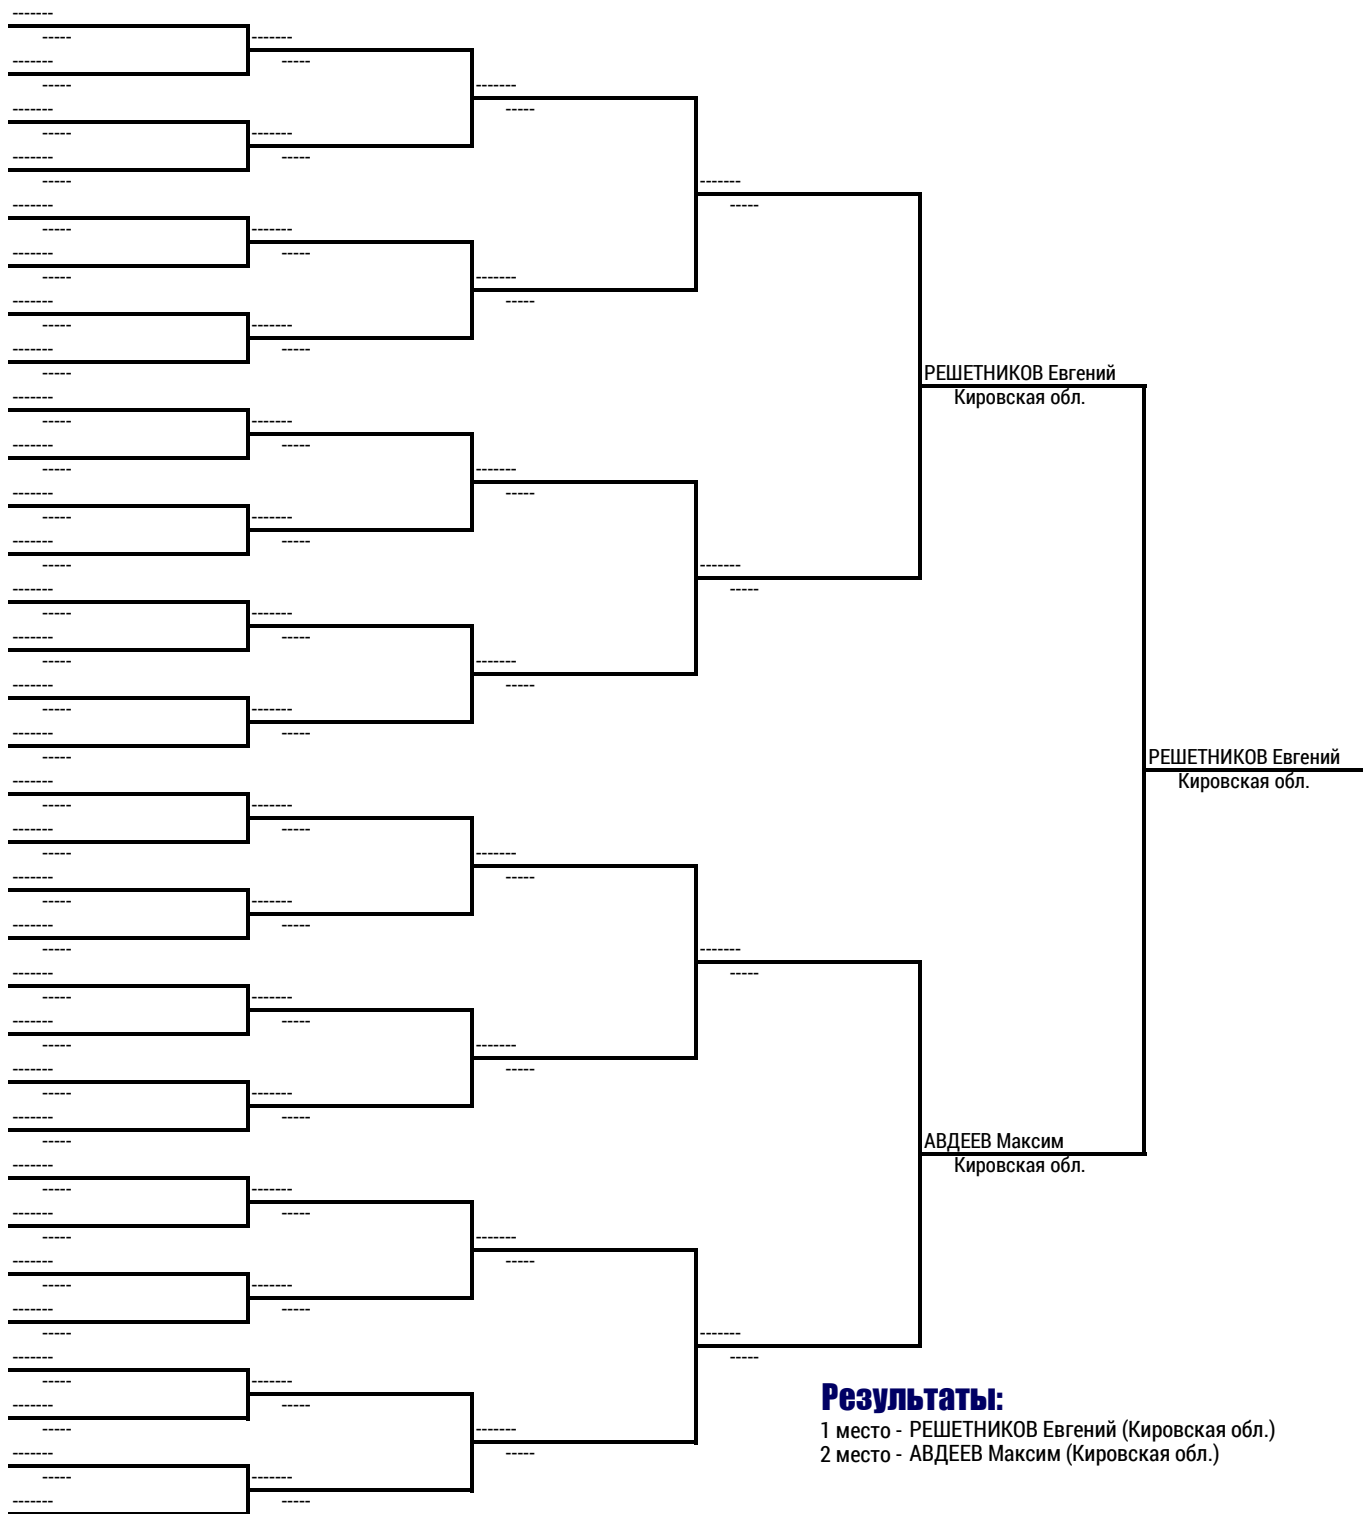 РЕШЕТНИКОВ Евгений
Кировская обл.
РЕШЕТНИКОВ Евгений
Кировская обл.
АВДЕЕВ Максим
Кировская обл.
Результаты:
1 место - РЕШЕТНИКОВ Евгений (Кировская обл.)
2 место - АВДЕЕВ Максим (Кировская обл.)